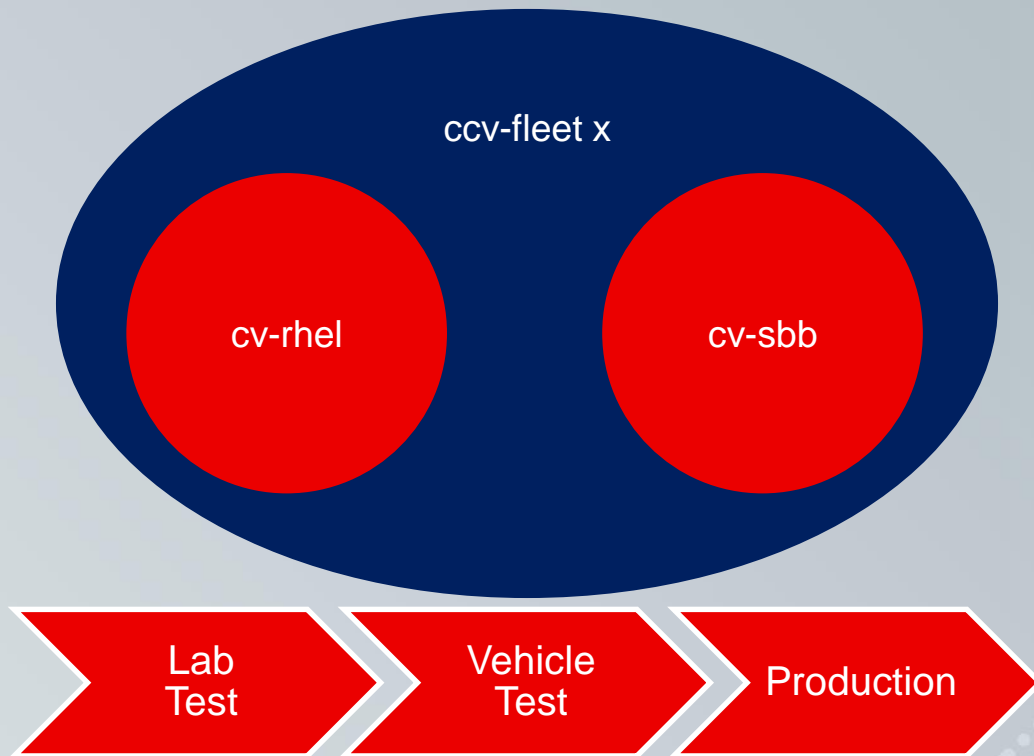 ccv-fleet x
cv-rhel
cv-sbb
Lab
Test
Vehicle
Test
Production